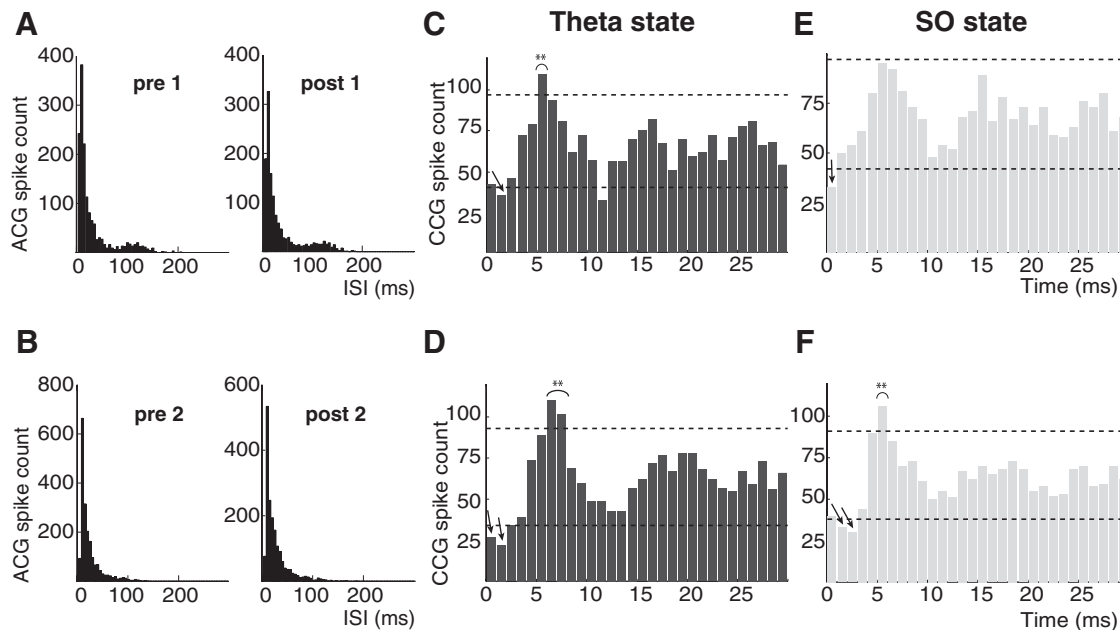 A
B
C
D
E
F
Theta state
SO state
pre 1
post 1
pre 2
post 2
ACG spike count
400
300
200
100
0 100 200
400
300
200
100
0 100 200
ISI (ms)
CCG spike count
**
100
75
50
25
0 5 10 15 20 25
75
50
25
0 5 10 15 20 25
Time (ms)
ACG spike count
800
600
400
200
0 100 200
600
400
200
0 100 200
ISI (ms)
CCG spike count
**
100
75
50
25
0 5 10 15 20 25
**
100
75
50
25
0 5 10 15 20 25
Time (ms)